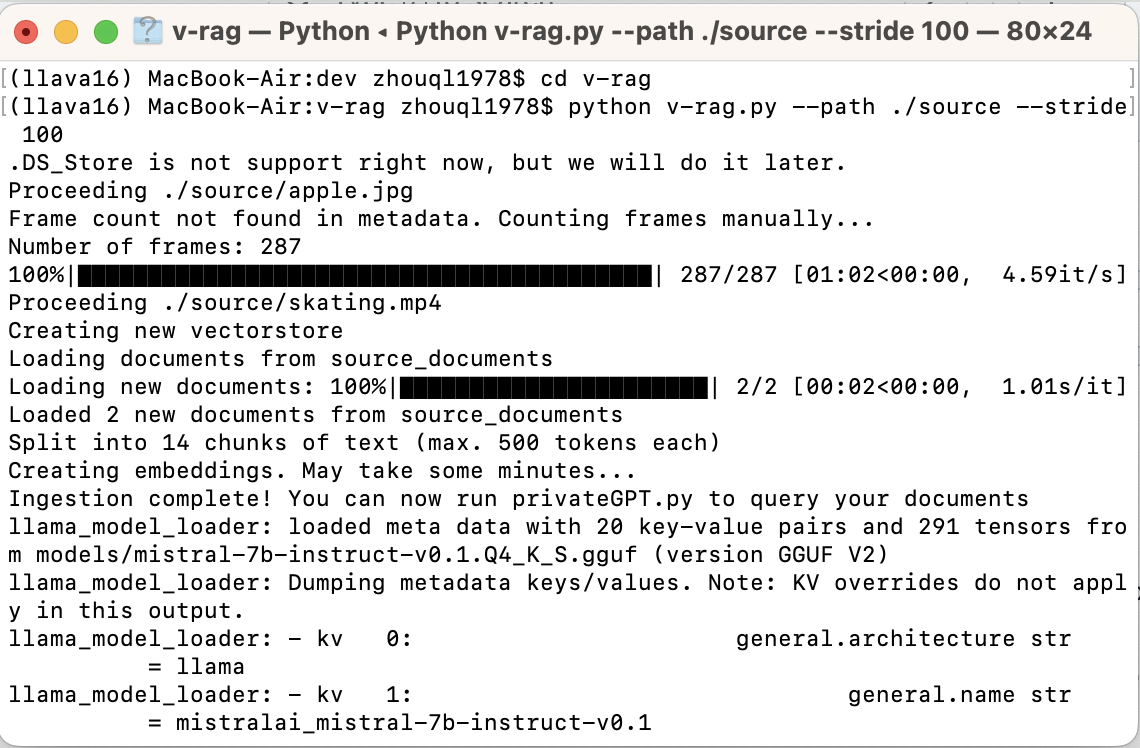 v-rag — Python ◂ Python v-rag.py --path ./source --stride 100 — 80×24
[(llava16) MacBook-Air:dev zhouql1978$ cd v-rag ]
[(llava16) MacBook-Air:v-rag zhouql1978$ python v-rag.py --path ./source --stride]
100
.DS_Store is not support right now, but we will do it later.
Proceeding ./source/apple.jpg
Frame count not found in metadata. Counting frames manually...
Number of frames: 287
100%|████████████████████████████████████████| 287/287 [01:02<00:00,  4.59it/s]
Proceeding ./source/skating.mp4
Creating new vectorstore
Loading documents from source_documents
Loading new documents: 100%|██████████████████████| 2/2 [00:02<00:00,  1.01s/it]
Loaded 2 new documents from source_documents
Split into 14 chunks of text (max. 500 tokens each)
Creating embeddings. May take some minutes...
Ingestion complete! You can now run privateGPT.py to query your documents
llama_model_loader: loaded meta data with 20 key-value pairs and 291 tensors fro
m models/mistral-7b-instruct-v0.1.Q4_K_S.gguf (version GGUF V2)
llama_model_loader: Dumping metadata keys/values. Note: KV overrides do not appl
y in this output.
llama_model_loader: - kv   0:                       general.architecture str
= llama
llama_model_loader: - kv   1:                               general.name str
= mistralai_mistral-7b-instruct-v0.1